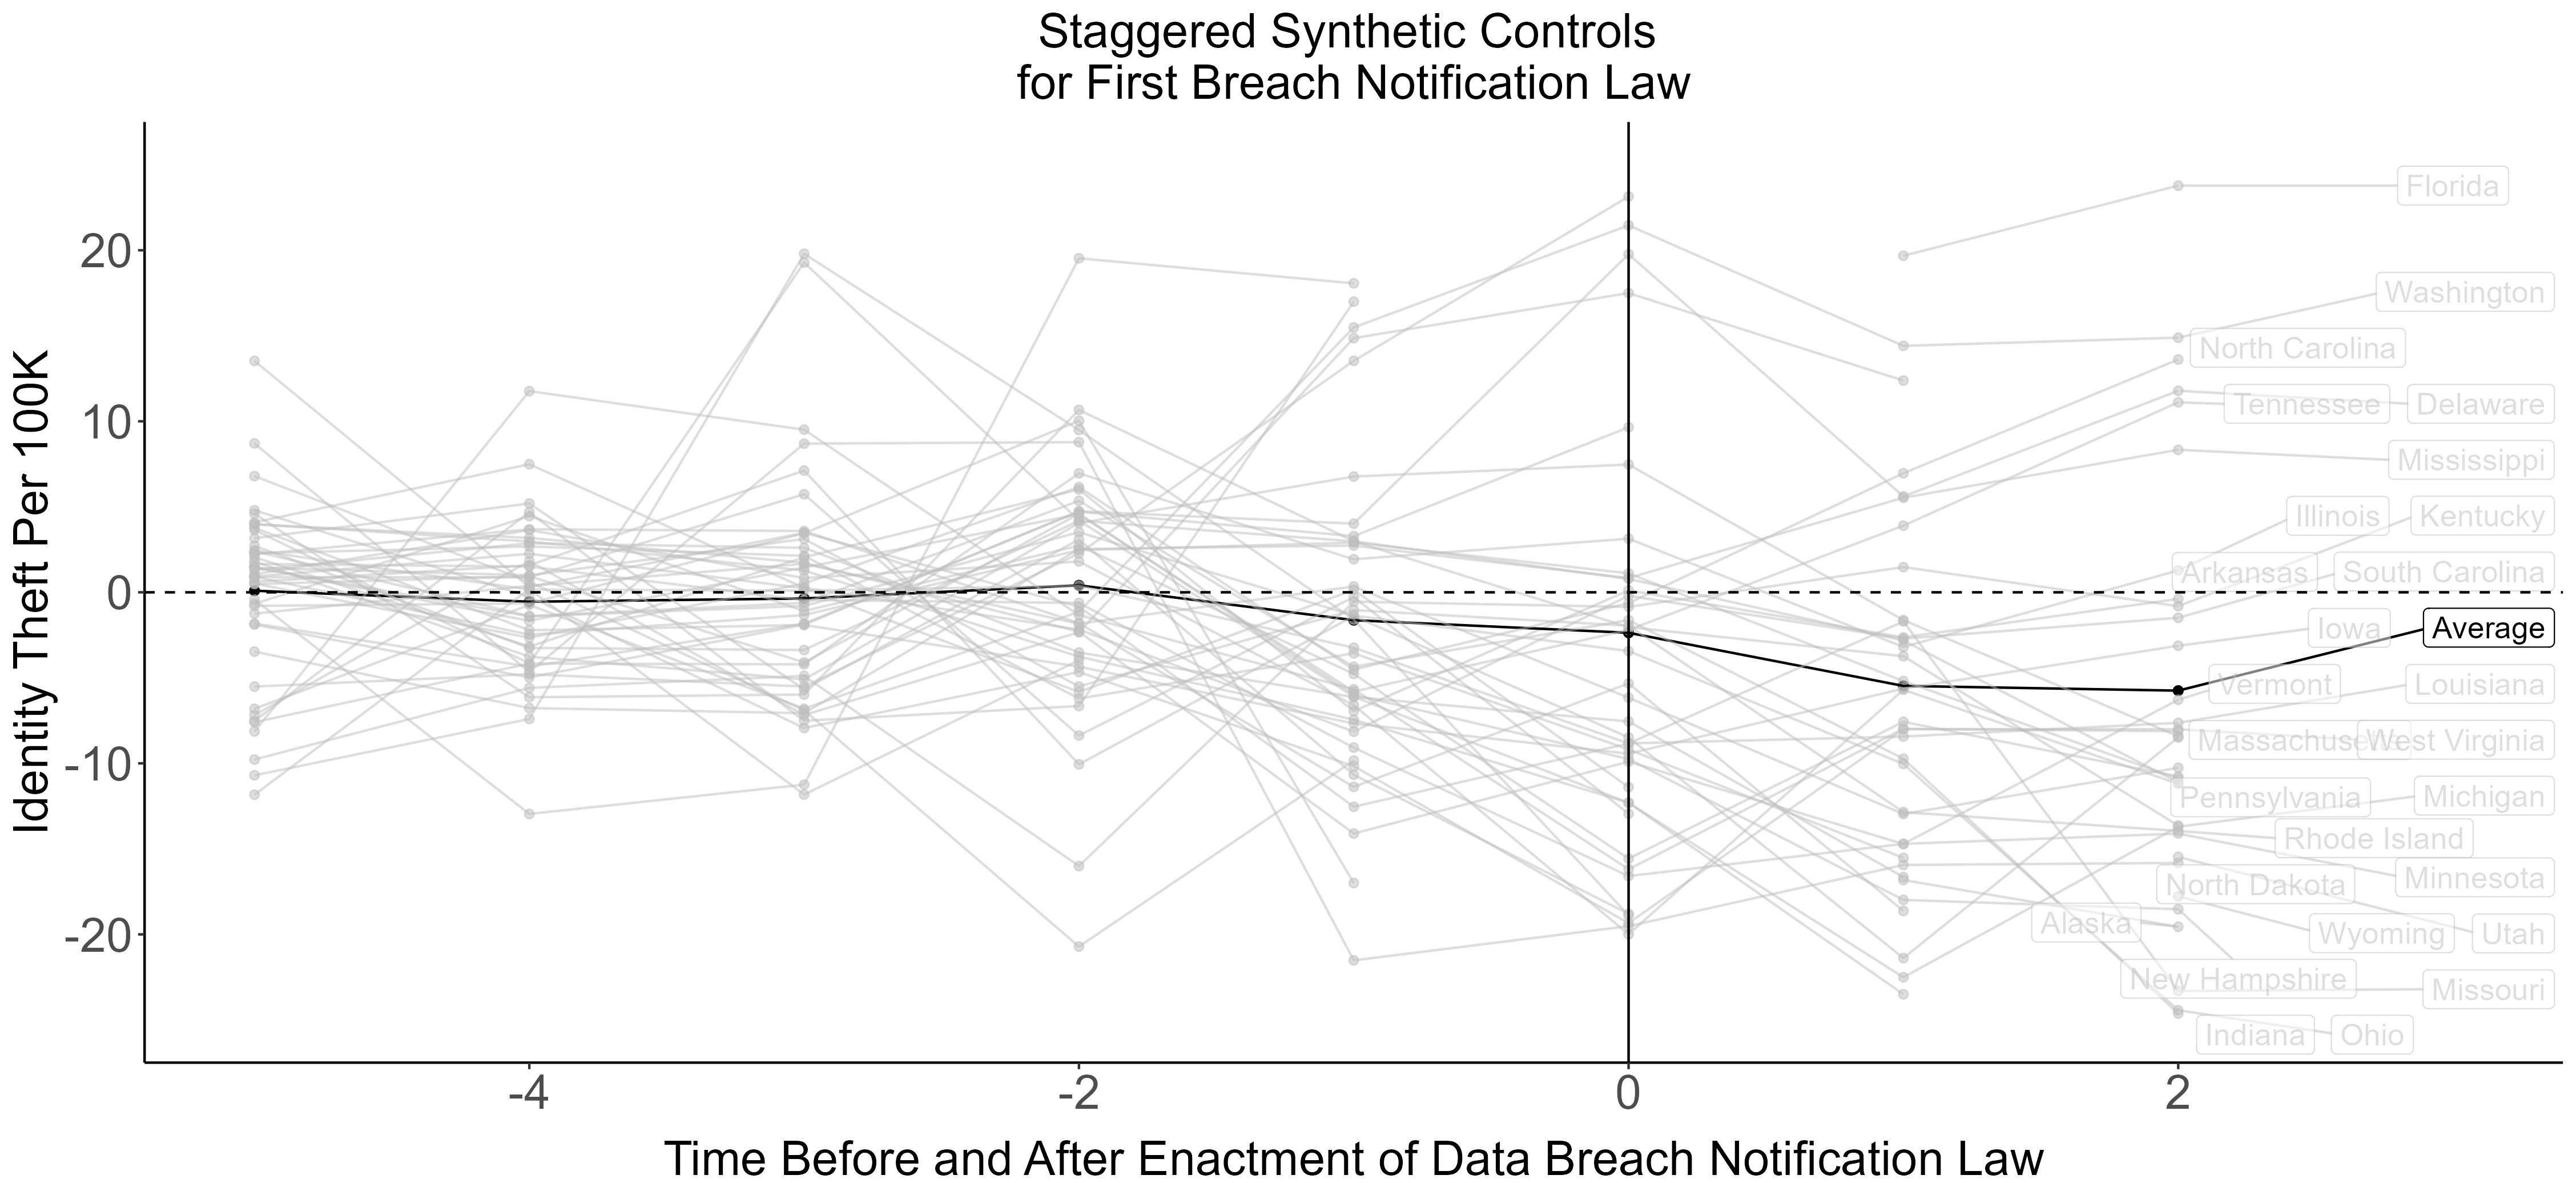 Staggered Synthetic Controls
for First Breach Notification Law
Identity Theft Per 100K
20
10
0
-10
-20
Florida
Washington
North Carolina
Tennessee
Delaware
Mississippi
Illinois
Kentucky
Arkansas
South Carolina
Iowa
Average
Vermont
Louisiana
Massachusetts
West Virginia
Pennsylvania
Michigan
Rhode Island
Minnesota
North Dakota
Alaska
Wyoming
Utah
New Hampshire
Missouri
Indiana
Ohio
-4
-2
0
2
Time Before and After Enactment of Data Breach Notification Law